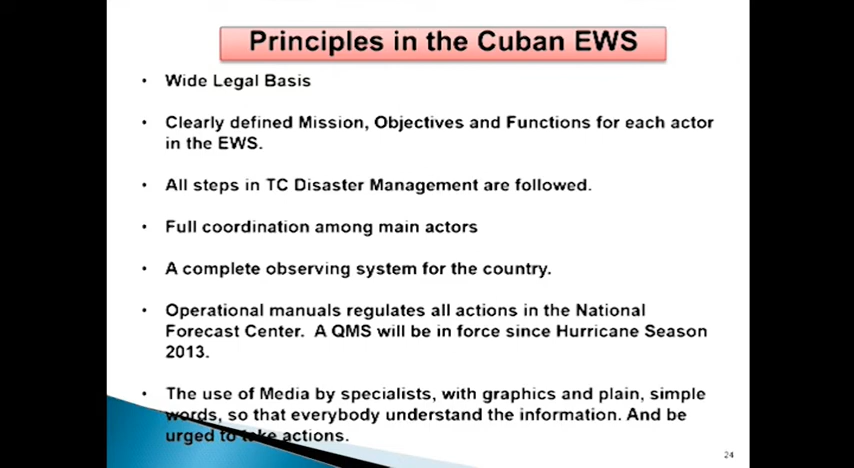 Principles in the Cuban EWS
• Wide Legal Basis
• Clearly defined Mission, Objectives and Functions for each actor
in the EWS.
• All steps in TC Disaster Management are followed.
• Full coordination among main actors
• A complete observing system for the country.
• Operational manuals regulates all actions in the National
Forecast Center. A QMS will be in force since Hurricane Season
2013.
• The use of Media by specialists, with graphics and plain, simple
words, so that everybody understand the information. And be
urged to take actions.
24